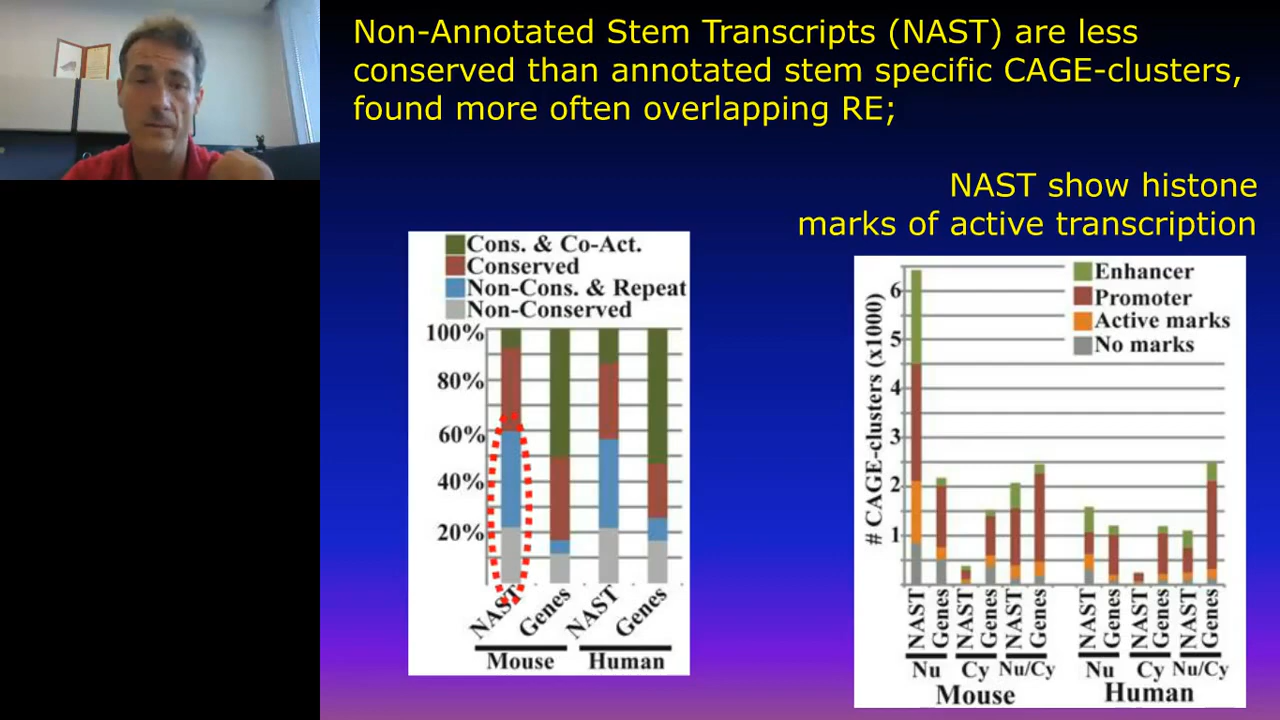 Non-Annotated Stem Transcripts (NAST) are less
conserved than annotated stem specific CAGE-clusters,
found more often overlapping RE;
NAST show histone
marks of active transcription
Cons. & Co-Act.
Conserved
Non-Cons. & Repeat
Non-Conserved
100%
80%
60%
40%
20%
NAST Genes NAST Genes
Mouse Human
Enhancer
Promoter
Active marks
No marks
# CAGE-clusters (x1000)
6
5
4
3
2
1
NAST Genes NAST Genes NAST Genes NAST Genes NAST Genes NAST Genes
Nu Cy Nu/Cy Nu Cy Nu/Cy
Mouse Human